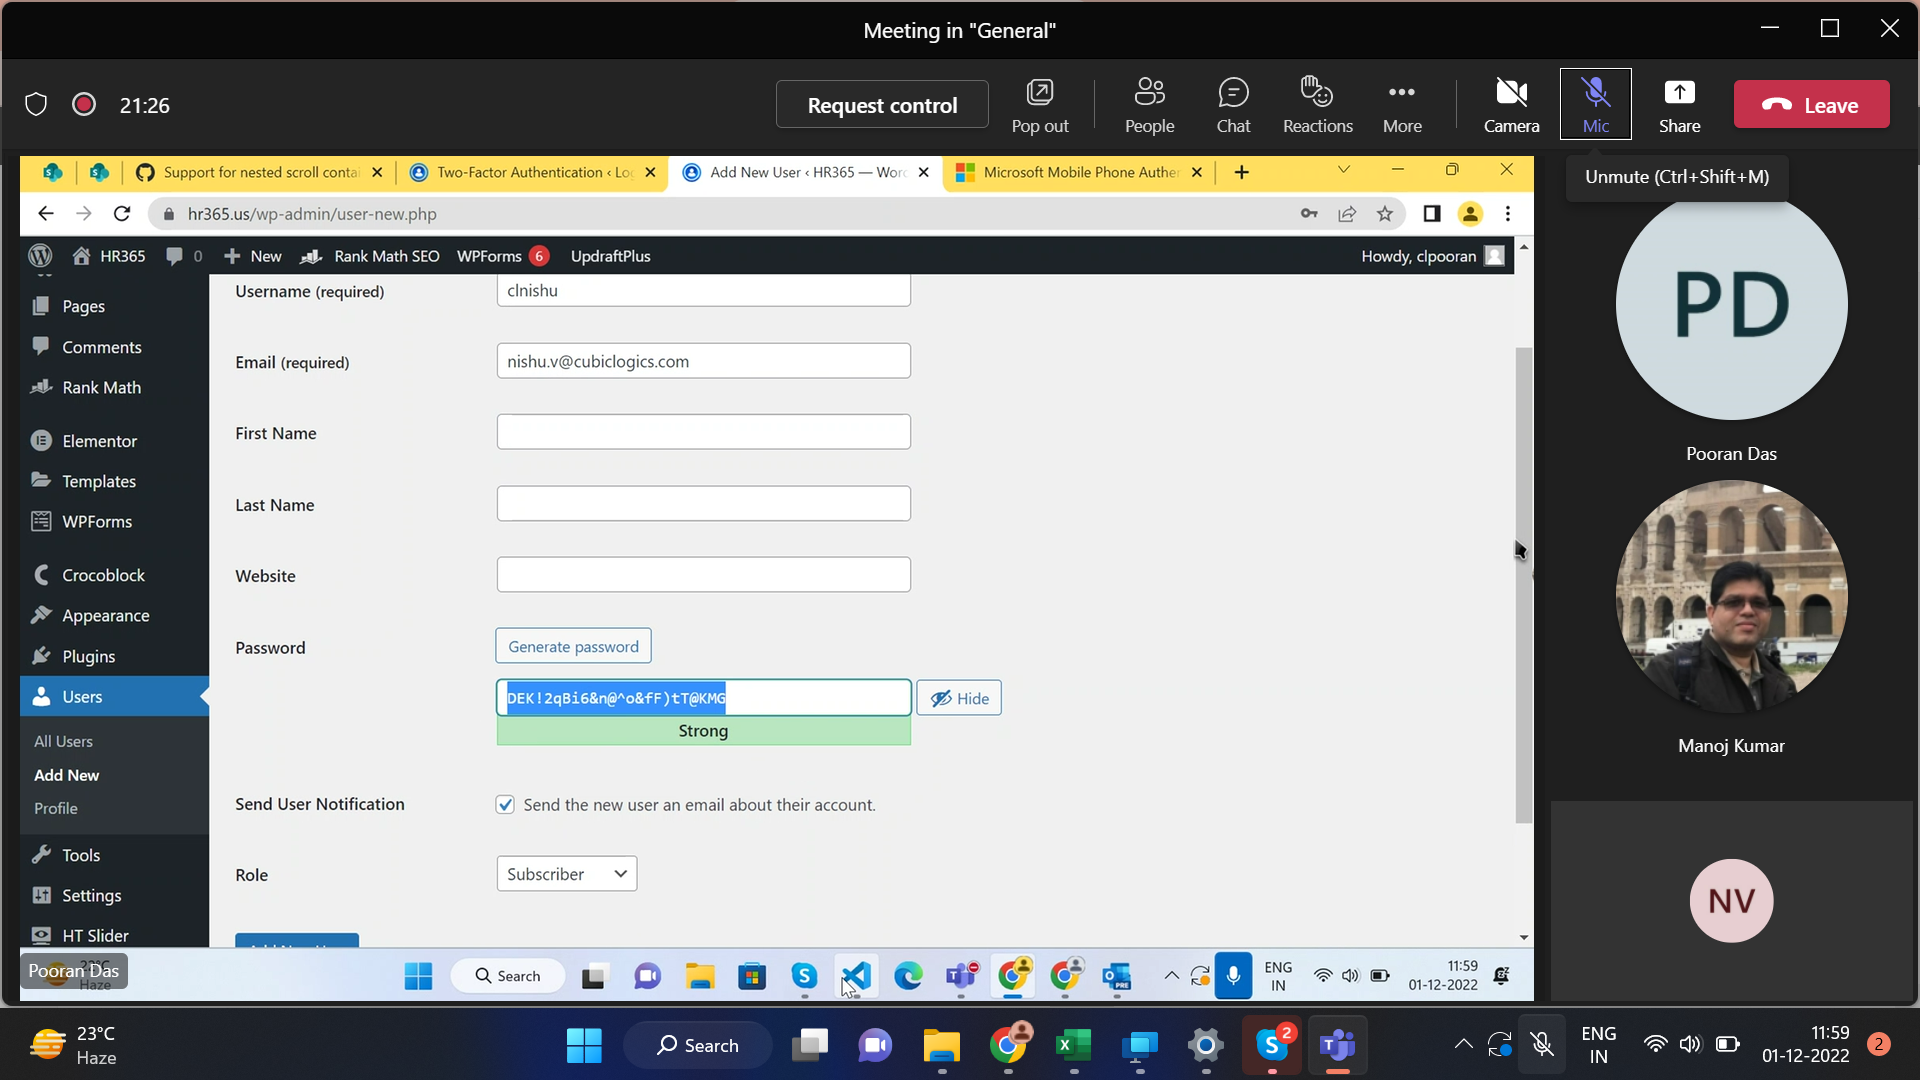 Meeting in "General"
21:26
Request control
Pop out
People
Chat
Reactions
More
Camera
Mic
Share
Leave
Unmute (Ctrl+Shift+M)
Support for nested scroll contai
Two-Factor Authentication ‹ Lo
Add New User ‹ HR365 — Word
Microsoft Mobile Phone Authen
hr365.us/wp-admin/user-new.php
HR365
0
New
Rank Math SEO
WPForms 6
UpdraftPlus
Howdy, clpooran
Pages
Comments
Rank Math
Elementor
Templates
WPForms
Crocoblock
Appearance
Plugins
Users
All Users
Add New
Profile
Tools
Settings
HT Slider
Username (required)
clnishu
Email (required)
nishu.v@cubiclogics.com
First Name
Last Name
Website
Password
Generate password
DEK!2qBi6&n@^o&fF)tT@KMG
Hide
Strong
Send User Notification
Send the new user an email about their account.
Role
Subscriber
PD
Pooran Das
Manoj Kumar
NV
Pooran Das
Haze
Search
PRE
ENG
IN
11:59
01-12-2022
23°C
Haze
Search
2
ENG
IN
11:59
01-12-2022
2